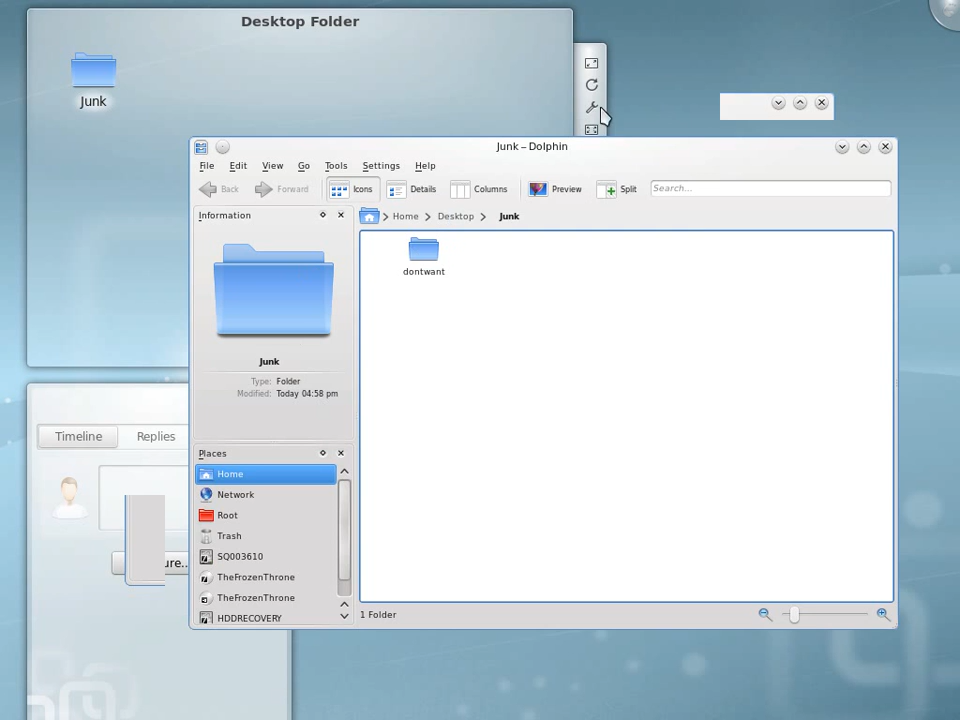 Desktop Folder
Junk
Junk – Dolphin
File Edit View Go Tools Settings Help
Back Forward Icons Details Columns Preview Split Search...
Information
Home Desktop Junk
dontwant
Junk
Type: Folder
Modified: Today 04:58 pm
Timeline Replies
Places
Home
Network
Root
Trash
SQ003610
ure..
TheFrozenThrone
TheFrozenThrone
HDDRECOVERY
1 Folder